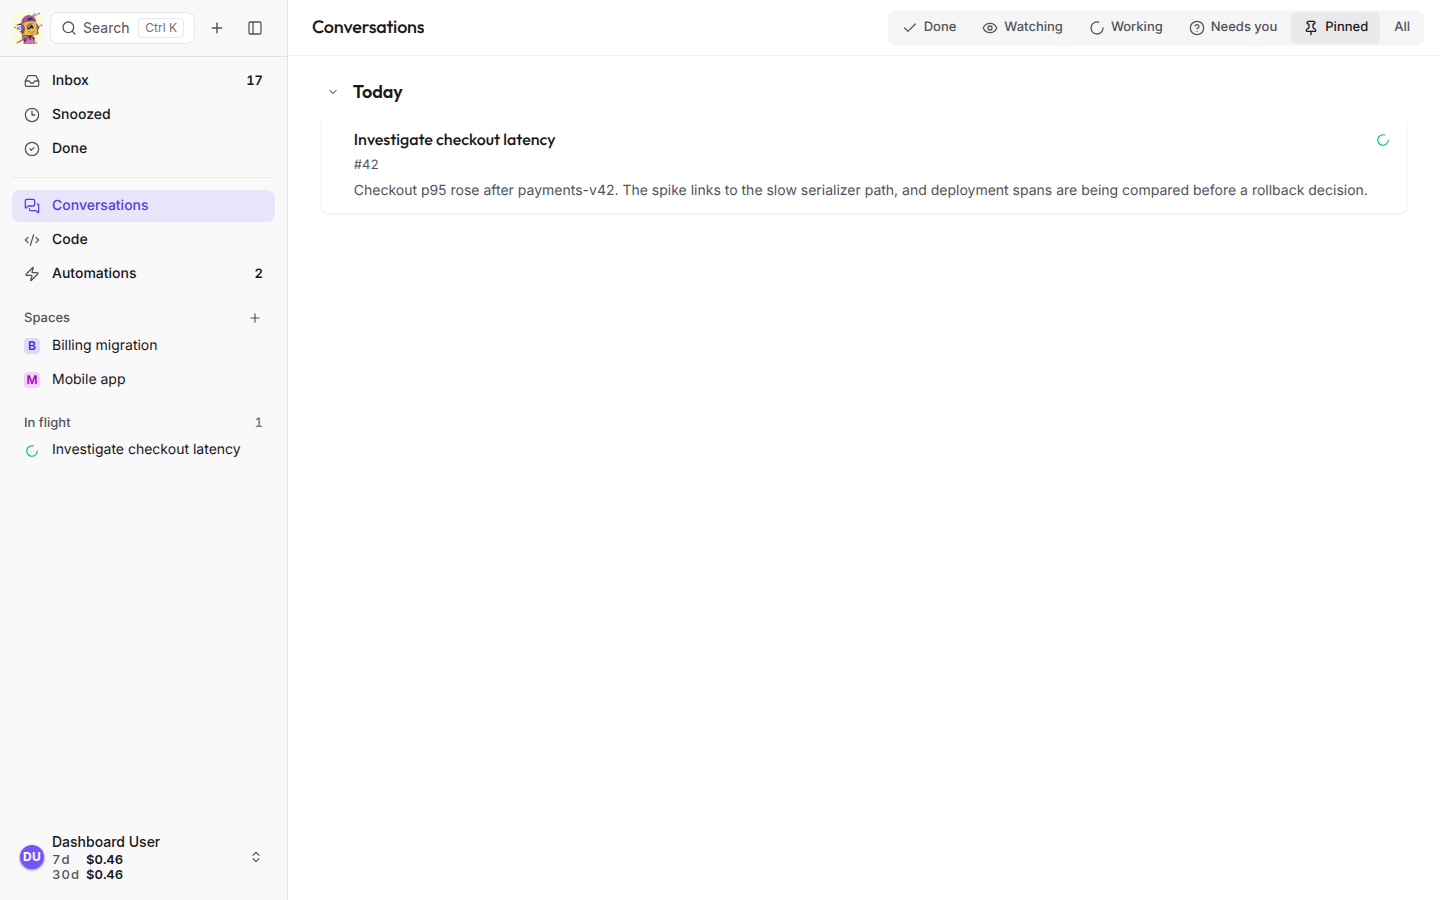 Search Ctrl K
Inbox 17
Snoozed
Done
Conversations
Code
Automations 2
Spaces
B Billing migration
M Mobile app
In flight 1
Investigate checkout latency
DU Dashboard User
7d $0.46
30d $0.46
Conversations
Done Watching Working Needs you Pinned All
Today
Investigate checkout latency
#42
Checkout p95 rose after payments-v42. The spike links to the slow serializer path, and deployment spans are being compared before a rollback decision.